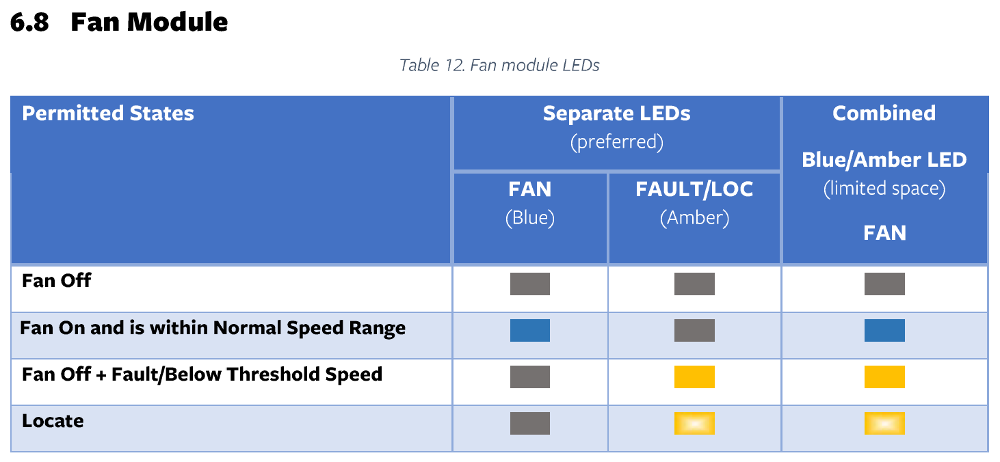 6.8 Fan Module
Table 12. Fan module LEDs
Permitted States
Separate LEDs
(preferred)
Combined
Blue/Amber LED
(limited space)
FAN
FAN
(Blue)
FAULT/LOC
(Amber)
Fan Off
Fan On and is within Normal Speed Range
Fan Off + Fault/Below Threshold Speed
Locate